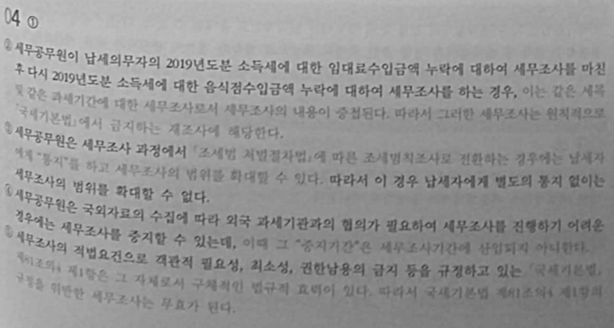 04 ①
② 세무공무원이 납세의무자의 2019년도분 소득세에 대한 임대료수입금액 누락에 대하여 세무조사를 마친
후 다시 2019년도분 소득세에 대한 음식점수입금액 누락에 대하여 세무조사를 하는 경우, 이는 같은 세목
및 같은 과세기간에 대한 세무조사로서 세무조사의 내용이 중첩된다. 따라서 그러한 세무조사는 원칙적으로
「국세기본법」에서 금지하는 재조사에 해당한다.
③ 세무공무원은 세무조사 과정에서 「조세범 처벌절차법」에 따른 조세범칙조사로 전환하는 경우에는 납세자
에게 "통지"를 하고 세무조사의 범위를 확대할 수 있다. 따라서 이 경우 납세자에게 별도의 통지 없이는
세무조사의 범위를 확대할 수 없다.
④ 세무공무원은 국외자료의 수집에 따라 외국 과세기관과의 협의가 필요하여 세무조사를 진행하기 어려운
경우에는 세무조사를 중지할 수 있는데, 이때 그 "중지기간"은 세무조사기간에 산입되지 아니한다.
⑤ 세무조사의 적법요건으로 객관적 필요성, 최소성, 권한남용의 금지 등을 규정하고 있는 「국세기본법」
제81조의4 제1항은 그 자체로서 구체적인 법규적 효력이 있다. 따라서 국세기본법 제81조의4 제1항의
규정을 위반한 세무조사는 무효가 된다.